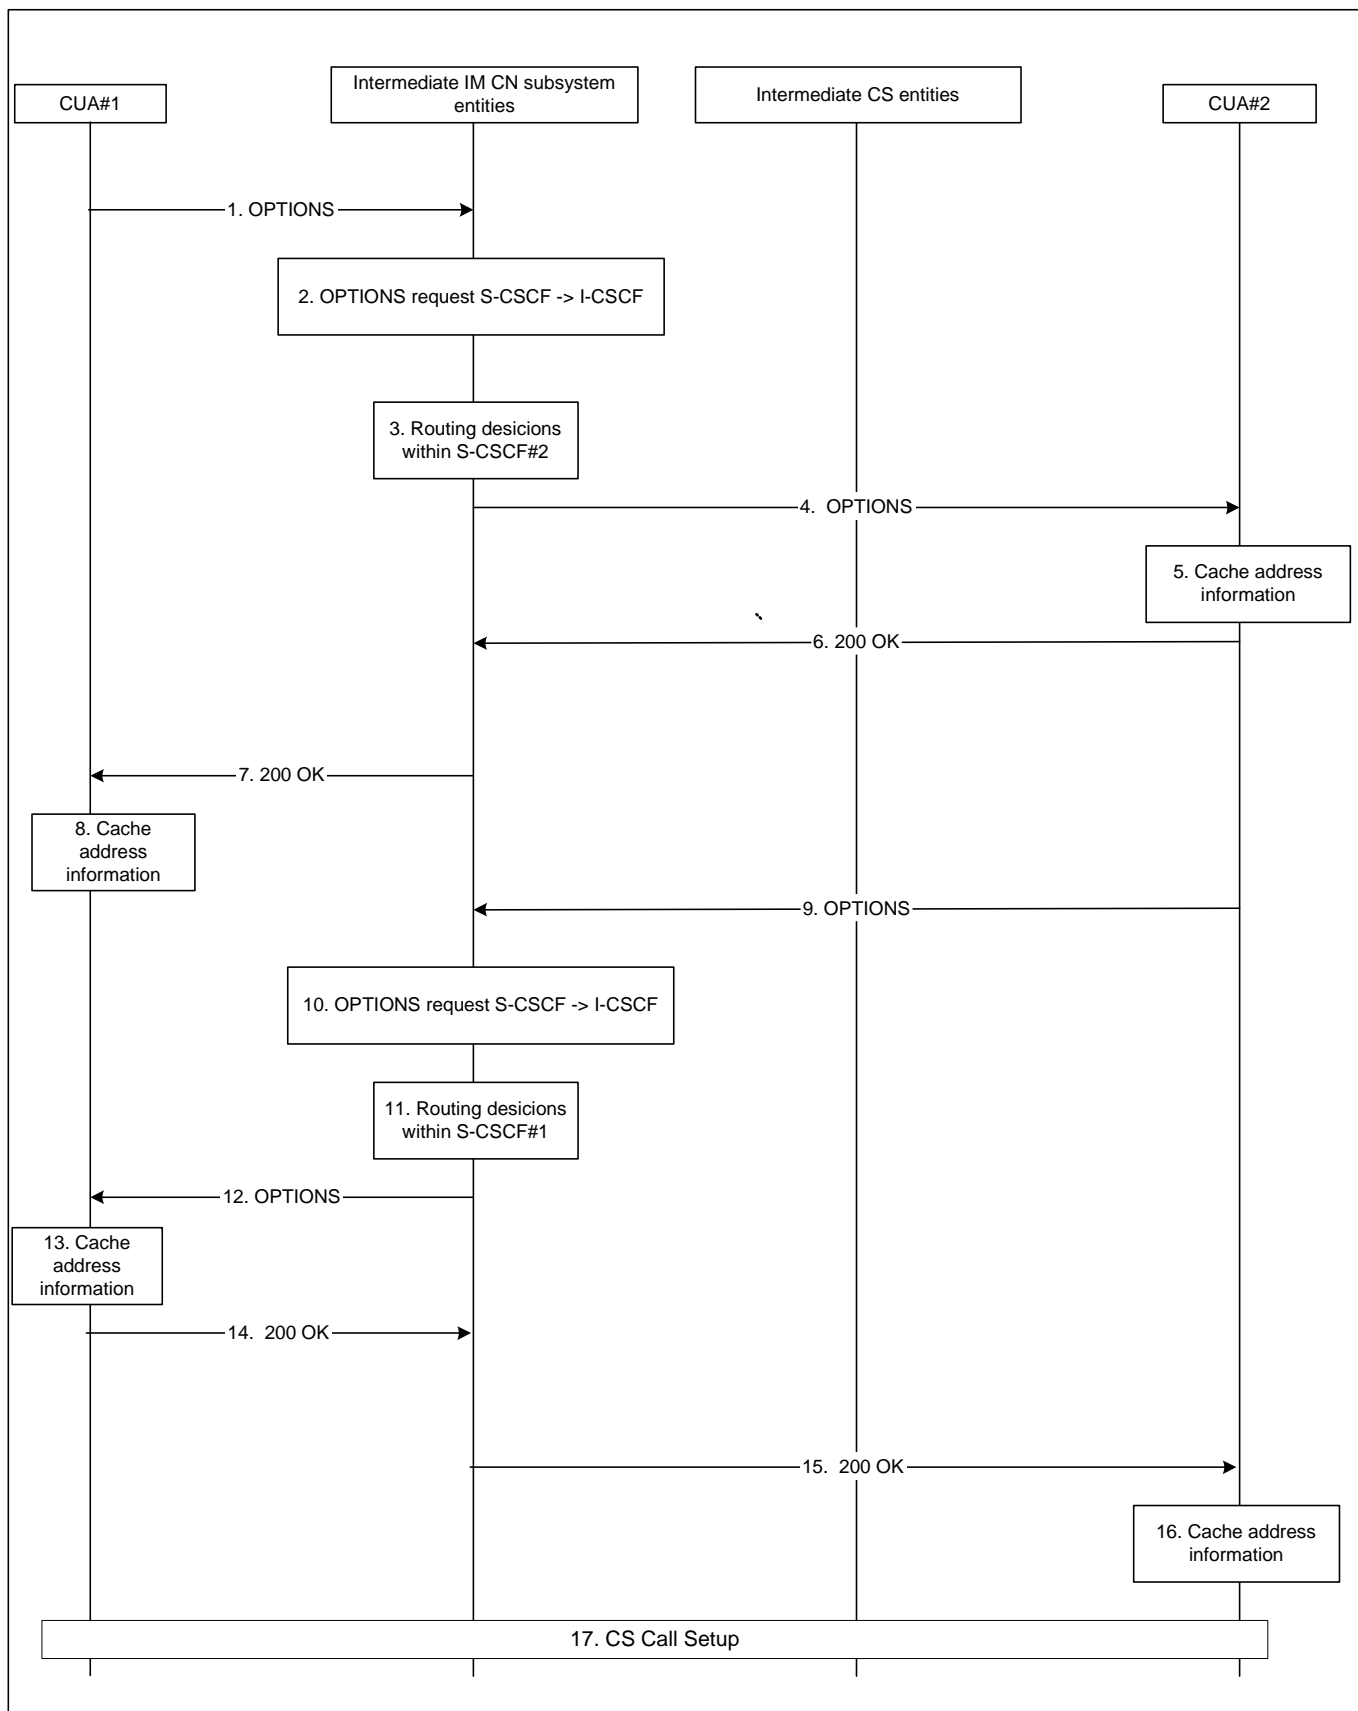 CUA#1
Intermediate IM CN subsystem
entities
Intermediate CS entities
CUA#2
1. OPTIONS
2. OPTIONS request S-CSCF -> I-CSCF
3. Routing desicions
within S-CSCF#2
4. OPTIONS
5. Cache address
information
6. 200 OK
7. 200 OK
8. Cache
address
information
9. OPTIONS
10. OPTIONS request S-CSCF -> I-CSCF
11. Routing desicions
within S-CSCF#1
12. OPTIONS
13. Cache
address
information
14. 200 OK
15. 200 OK
16. Cache address
information
17. CS Call Setup